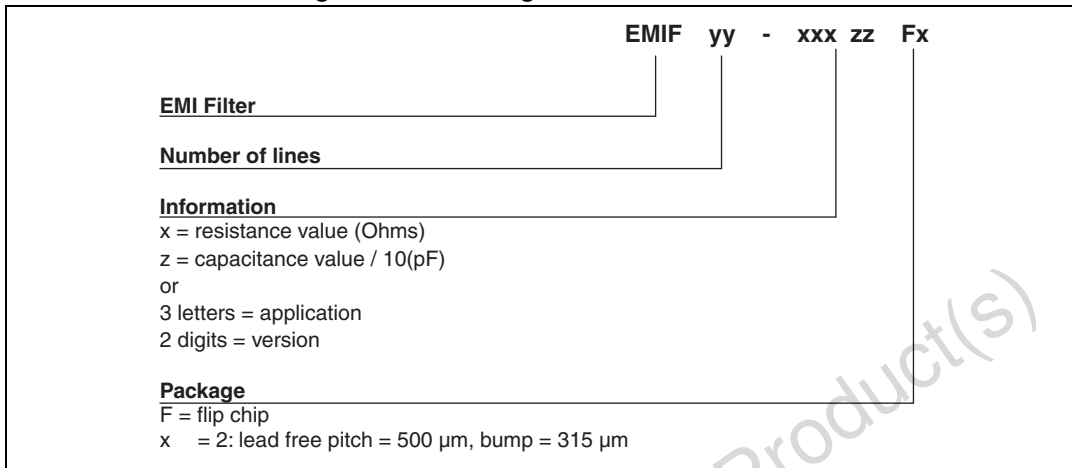 EMIF yy - xxx zz Fx
EMI Filter
Number of lines
Information
x = resistance value (Ohms)
z = capacitance value / 10(pF)
or
3 letters = application
2 digits = version
Package
F = flip chip
x = 2: lead free pitch = 500 µm, bump = 315 µm
Product(s)